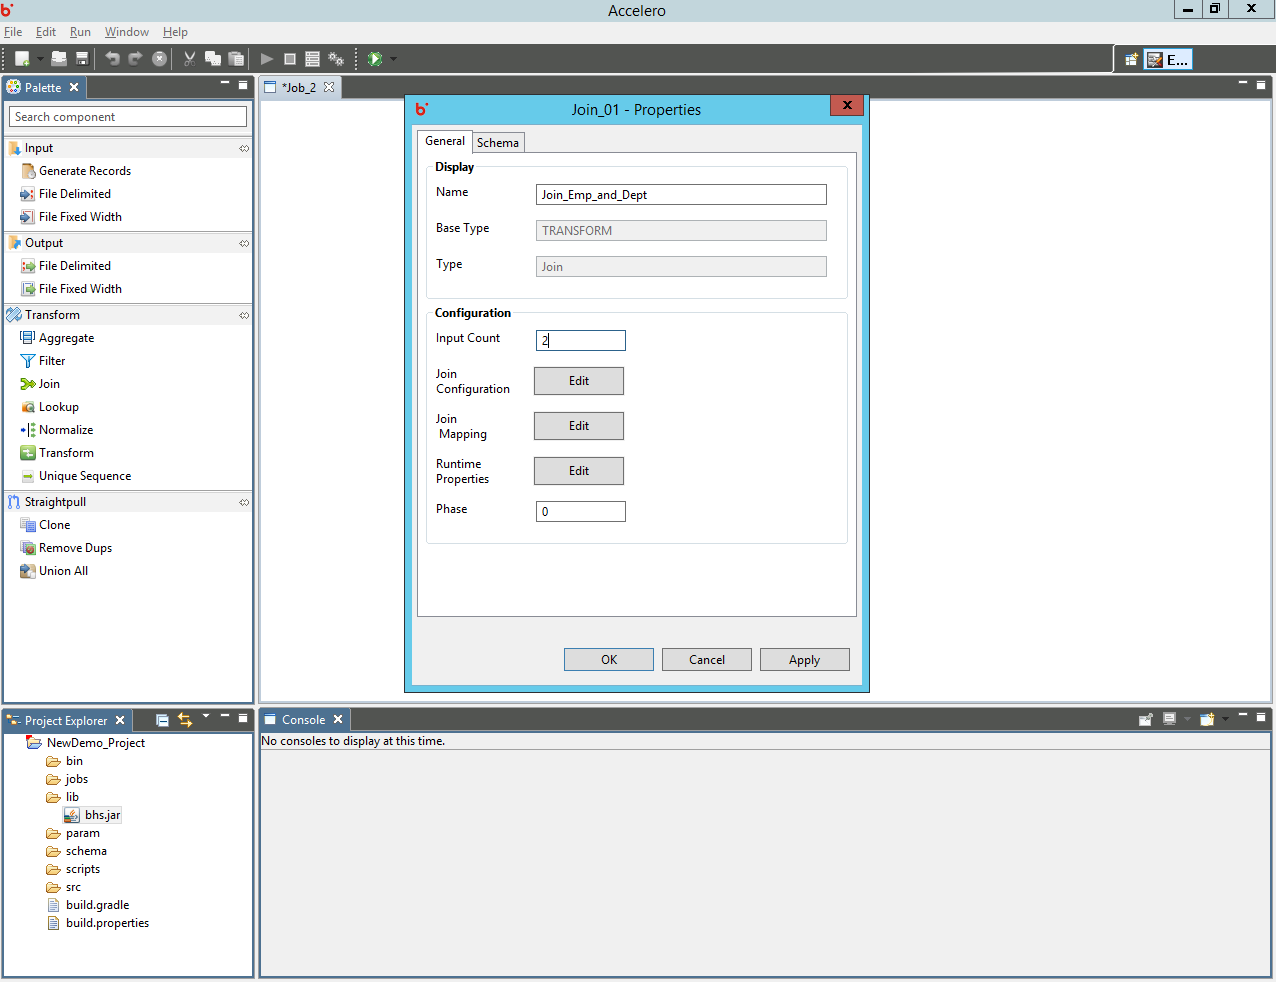 Accelero
File Edit Run Window Help
E...
Palette
*Job_2
Search component
Input
Generate Records
File Delimited
File Fixed Width
Output
File Delimited
File Fixed Width
Transform
Aggregate
Filter
Join
Lookup
Normalize
Transform
Unique Sequence
Straightpull
Clone
Remove Dups
Union All
Join_01 - Properties
General Schema
Display
Name Join_Emp_and_Dept
Base Type TRANSFORM
Type Join
Configuration
Input Count 2
Join
Configuration
Edit
Join
Mapping
Edit
Runtime
Properties
Edit
Phase 0
OK Cancel Apply
Project Explorer
NewDemo_Project
bin
jobs
lib
bhs.jar
param
schema
scripts
src
build.gradle
build.properties
Console
No consoles to display at this time.